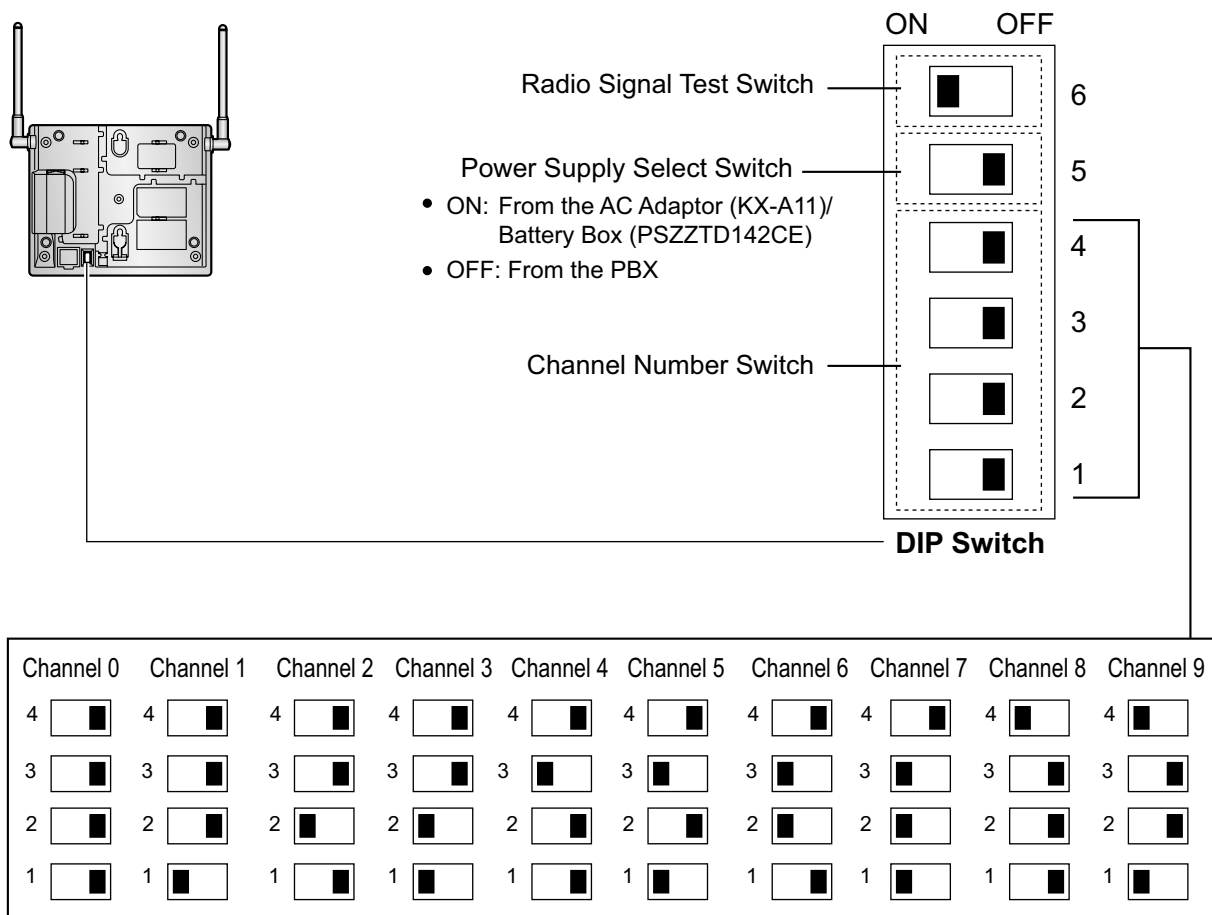 ON OFF
Radio Signal Test Switch
6
Power Supply Select Switch
5
• ON: From the AC Adaptor (KX-A11)/
Battery Box (PSZZTD142CE)
• OFF: From the PBX
4
3
Channel Number Switch
2
1
DIP Switch
Channel 0 Channel 1 Channel 2 Channel 3 Channel 4 Channel 5 Channel 6 Channel 7 Channel 8 Channel 9
4 4 4 4 4 4 4 4 4 4
3 3 3 3 3 3 3 3 3 3
2 2 2 2 2 2 2 2 2 2
1 1 1 1 1 1 1 1 1 1